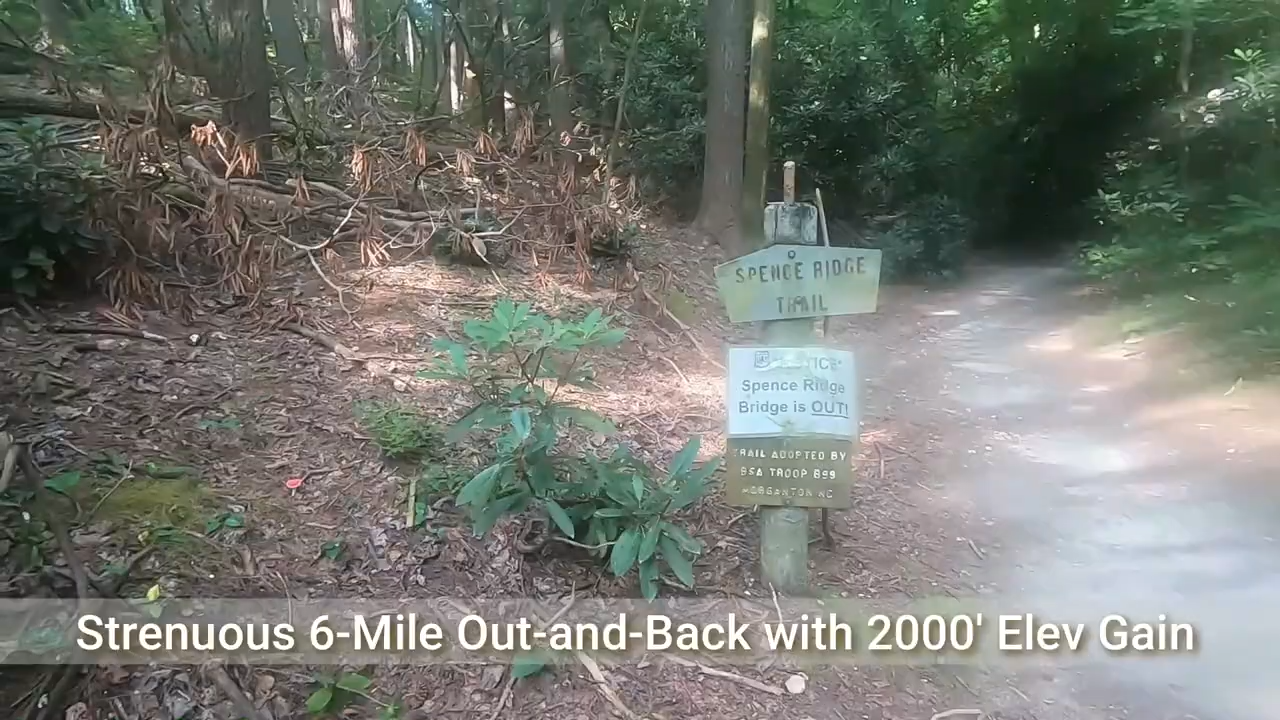 SPENCE RIDGE
TRAIL
Spence Ridge
Bridge is OUT!
TRAIL ADOPTED BY
BSA TROOP 899
MORGANTON NC
Strenuous 6-Mile Out-and-Back with 2000' Elev Gain